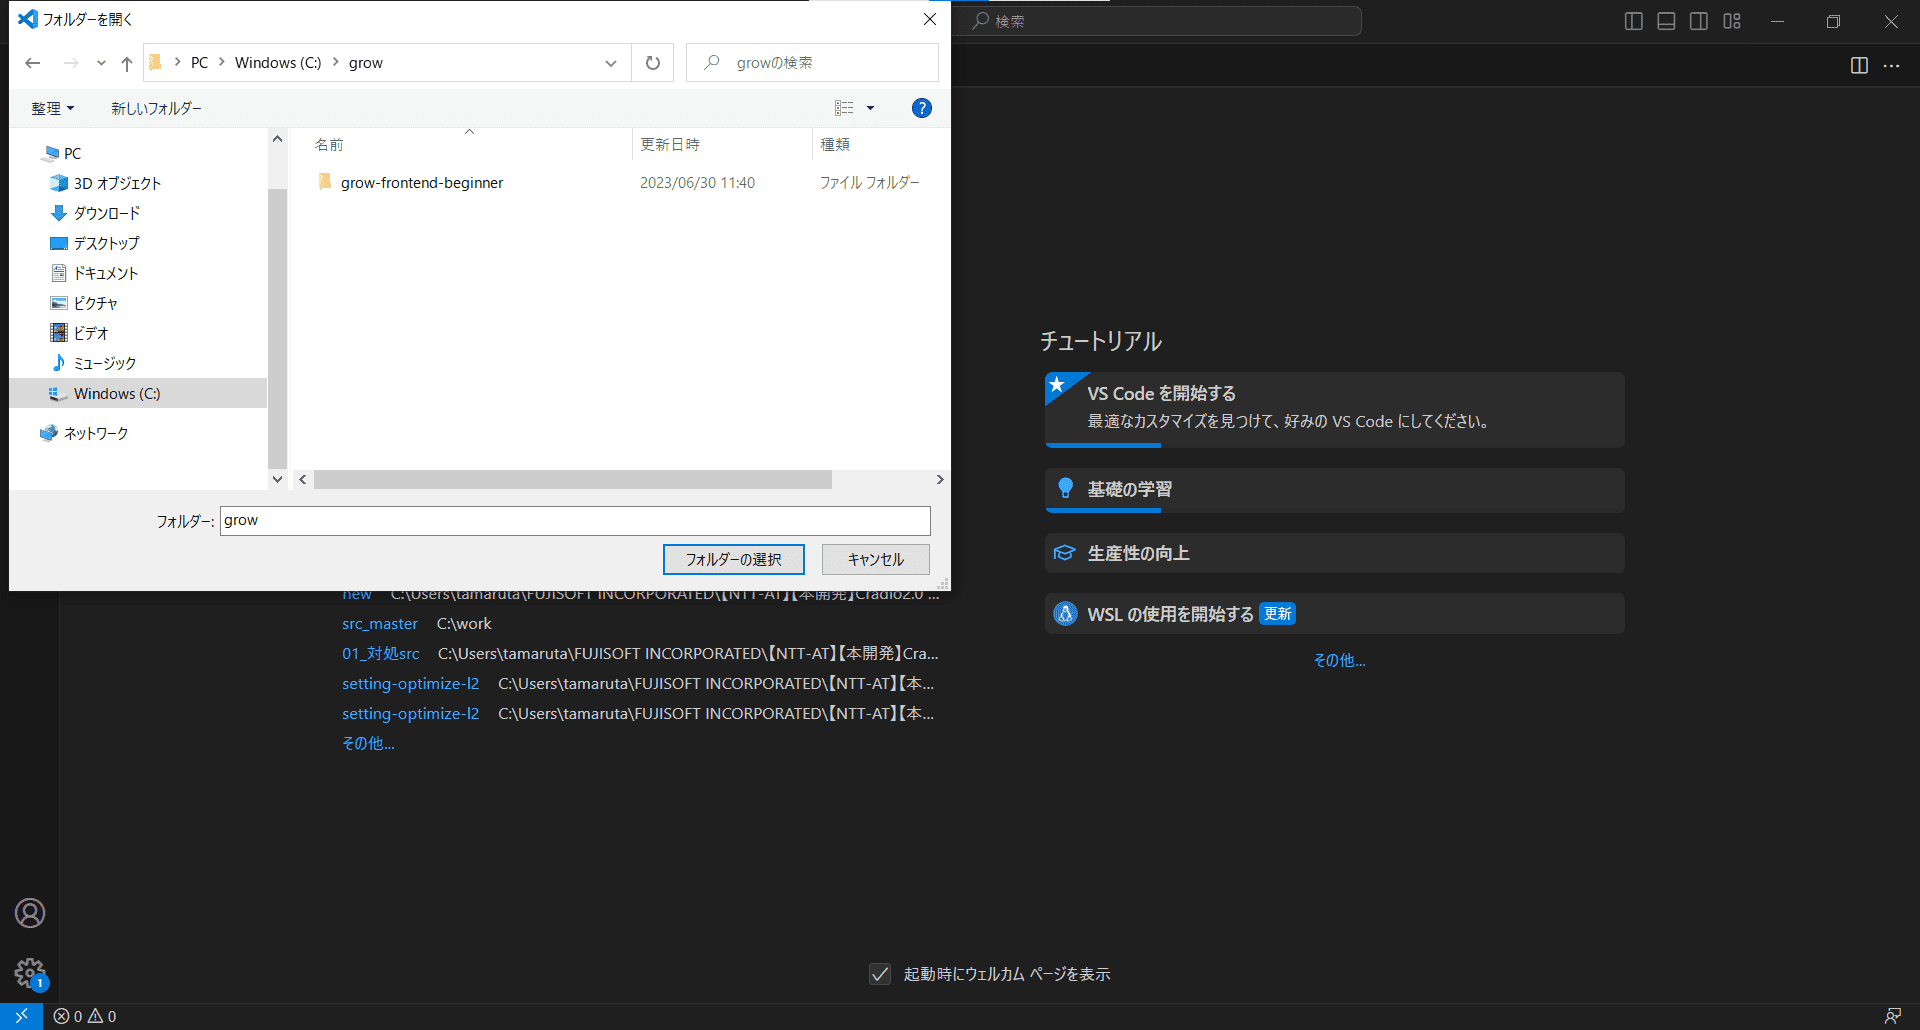 フォルダーを開く
検索
PC
Windows (C:)
grow
growの検索
整理
新しいフォルダー
?
名前
更新日時
種類
grow-frontend-beginner
2023/06/30 11:40
ファイル フォルダー
PC
3D オブジェクト
ダウンロード
デスクトップ
ドキュメント
ピクチャ
ビデオ
ミュージック
Windows (C:)
ネットワーク
フォルダー:
grow
フォルダーの選択
キャンセル
new C:\Users\tamaruta\FUJISOFT INCORPORATED\【NTT-AT】【本開発】Cradio2.0 ...
src_master C:\work
01_対処src C:\Users\tamaruta\FUJISOFT INCORPORATED\【NTT-AT】【本開発】Cra...
setting-optimize-l2 C:\Users\tamaruta\FUJISOFT INCORPORATED\【NTT-AT】【本...
setting-optimize-l2 C:\Users\tamaruta\FUJISOFT INCORPORATED\【NTT-AT】【本...
その他...
チュートリアル
VS Code を開始する
最適なカスタマイズを見つけて、好みの VS Code にしてください。
基礎の学習
生産性の向上
WSL の使用を開始する 更新
その他...
起動時にウェルカム ページを表示
1
0 0